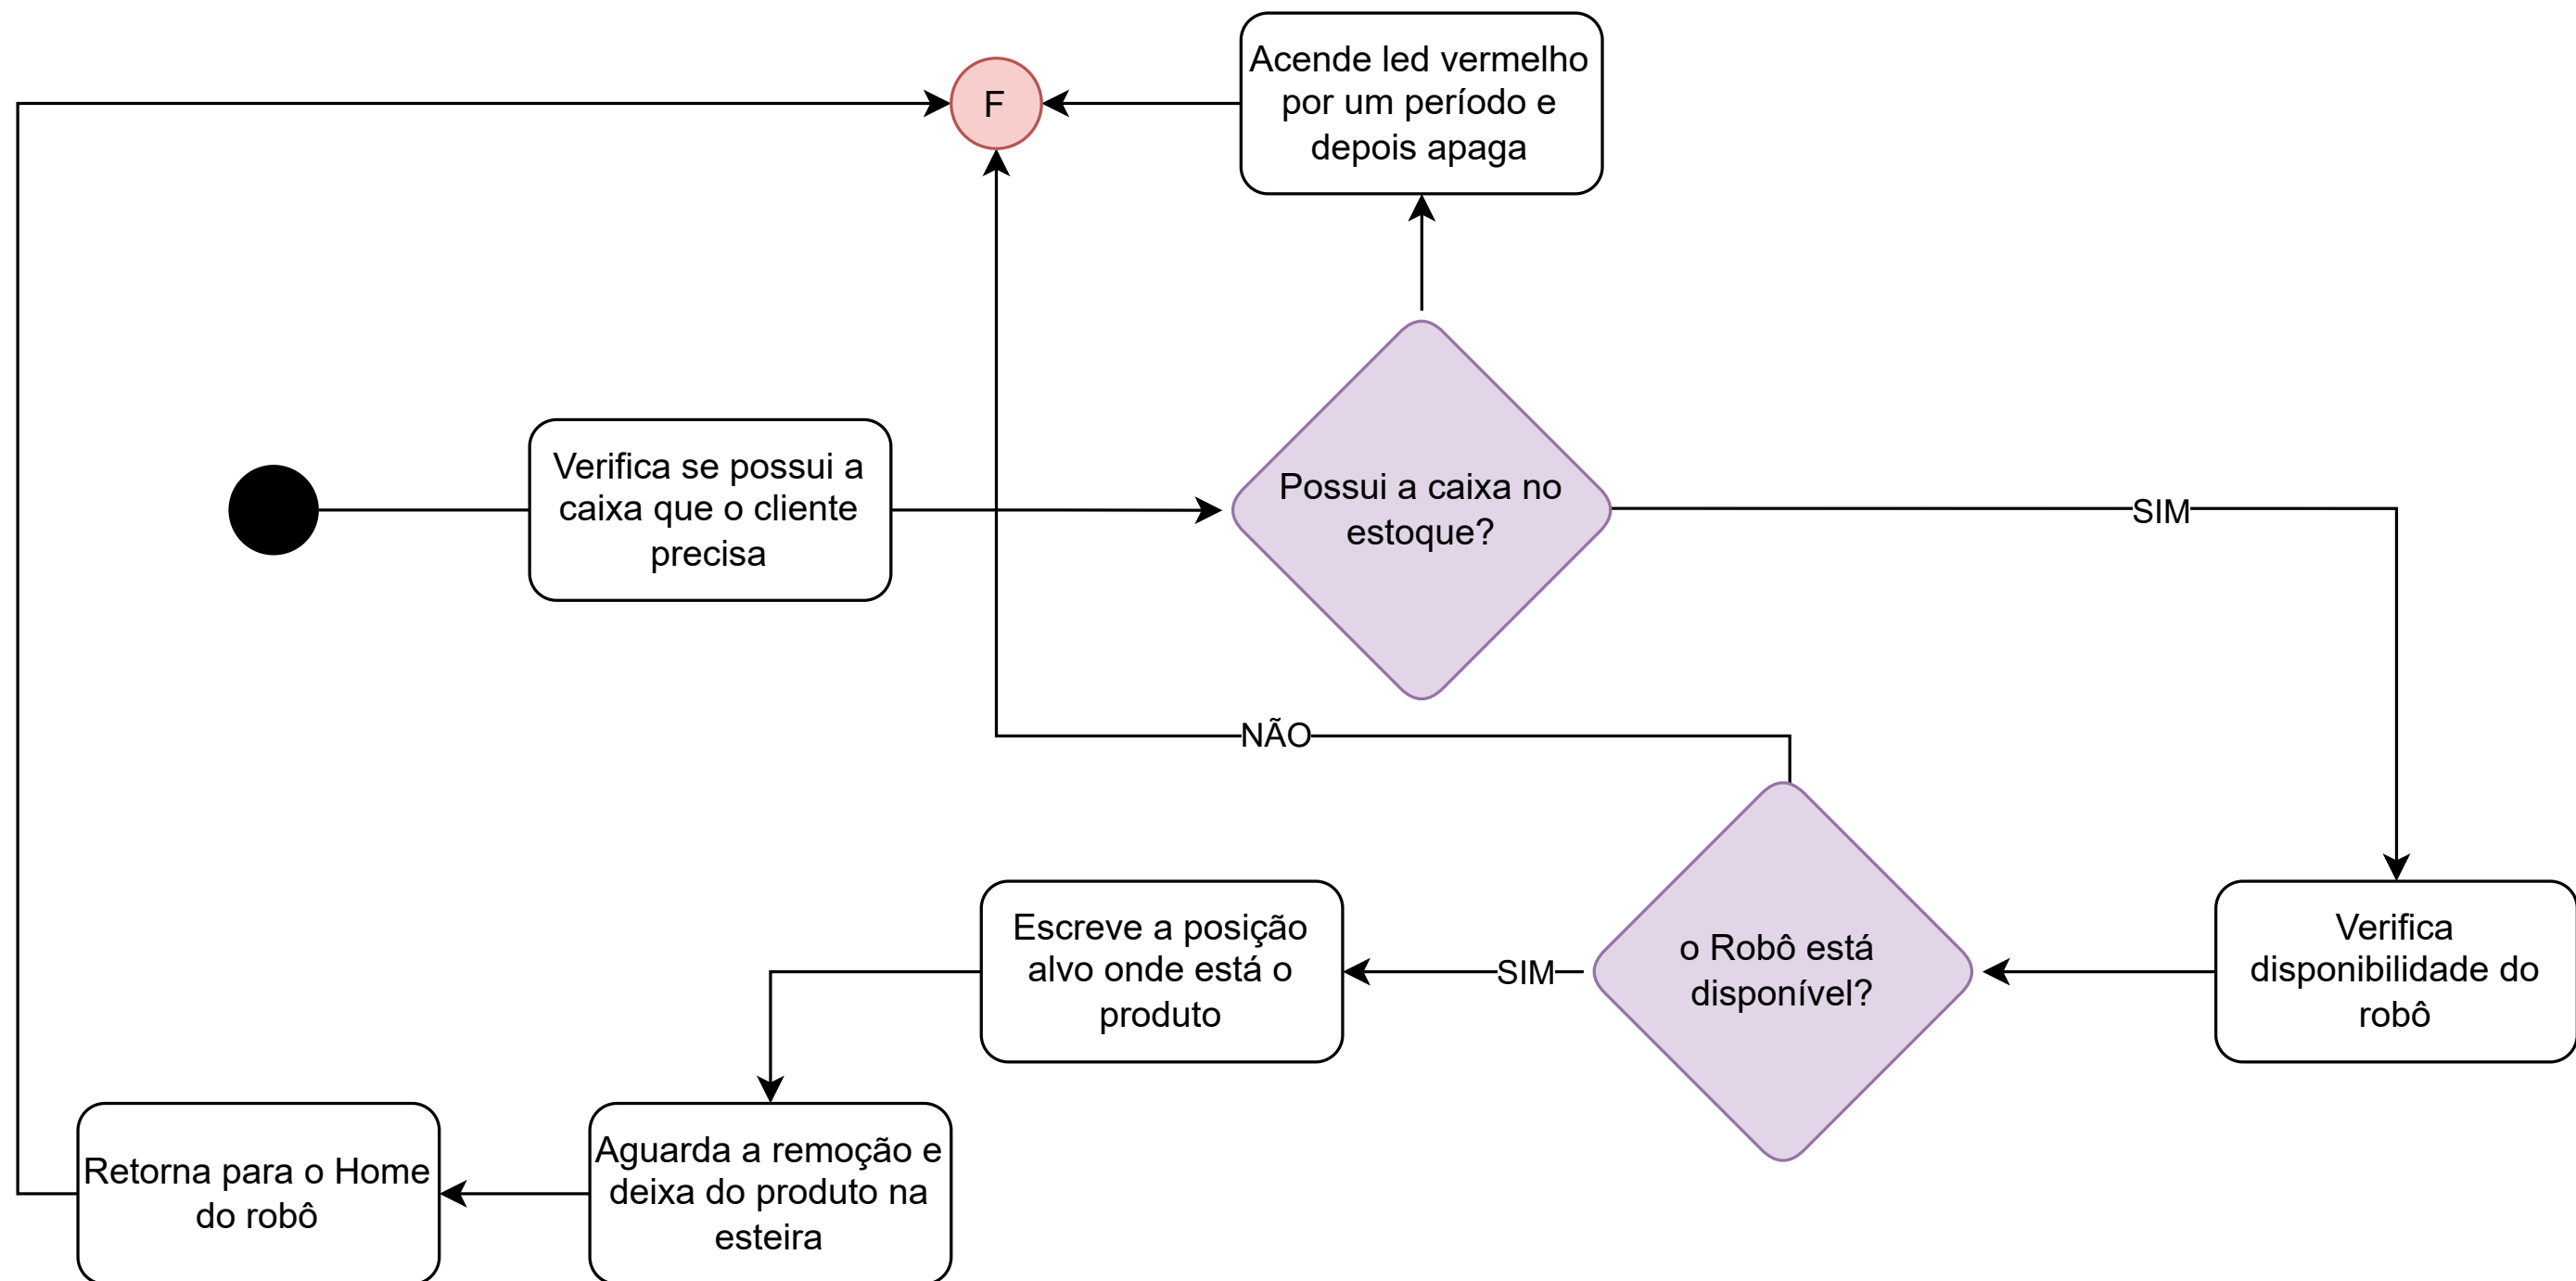 Acende led vermelho
por um período e
depois apaga
F
Verifica se possui a
caixa que o cliente
precisa
Possui a caixa no
estoque?
SIM
NÃO
Escreve a posição
alvo onde está o
produto
SIM
o Robô está
disponível?
Verifica
disponibilidade do
robô
Retorna para o Home
do robô
Aguarda a remoção e
deixa do produto na
esteira